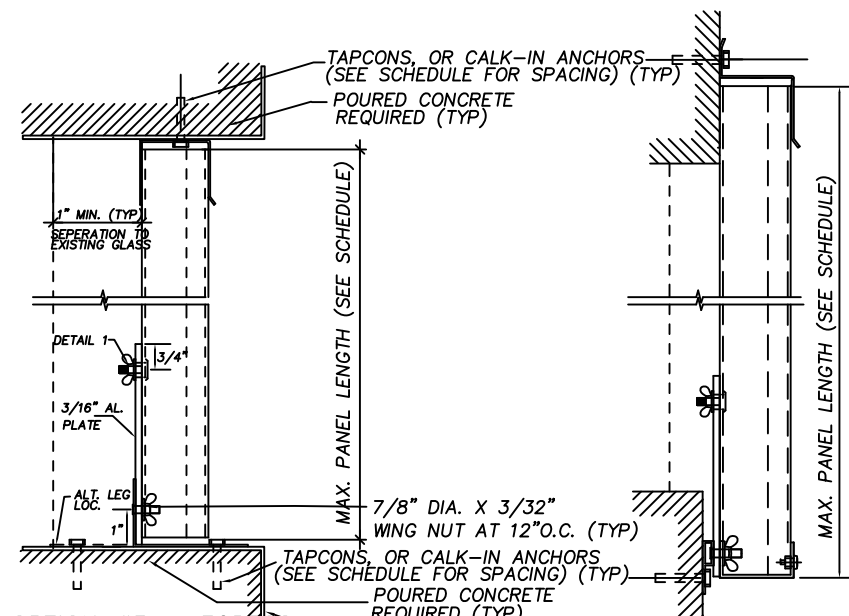 TAPCONS, OR CALK-IN ANCHORS
(SEE SCHEDULE FOR SPACING) (TYP)
POURED CONCRETE
REQUIRED (TYP)
1" MIN. (TYP)
SEPERATION TO
EXISTING GLASS
MAX. PANEL LENGTH (SEE SCHEDULE)
MAX. PANEL LENGTH (SEE SCHEDULE)
DETAIL 1
3/4"
3/16" AL.
PLATE
ALT. LEG
LOC.
1"
7/8" DIA. X 3/32"
WING NUT AT 12"O.C. (TYP)
TAPCONS, OR CALK-IN ANCHORS
(SEE SCHEDULE FOR SPACING) (TYP)
POURED CONCRETE
REQUIRED (TYP)